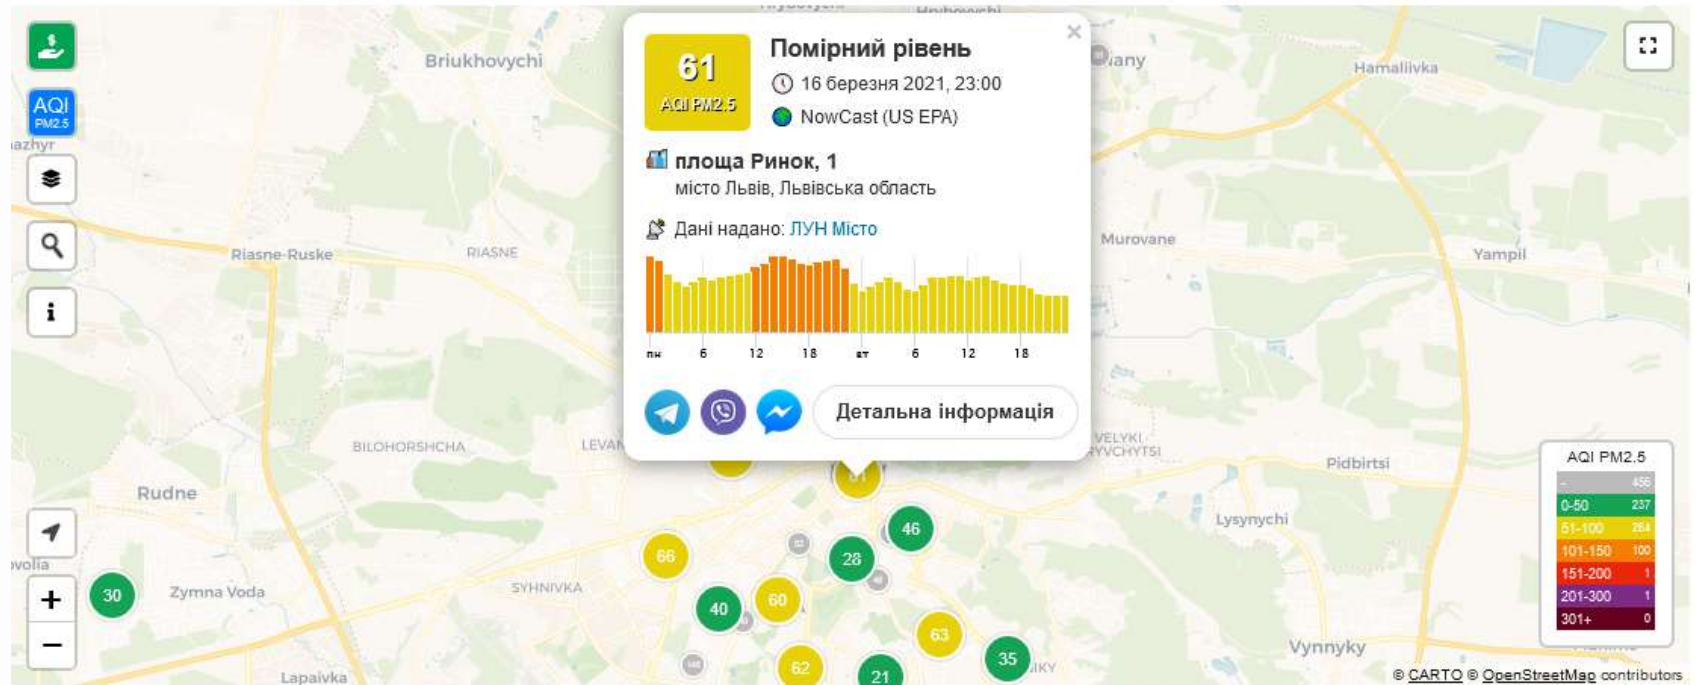 Briukhovychi
Hamaliivka
AQI
PM2.5
Riasne-Ruske
RIASNE
Murovane
Yampil
61
AQI PM2.5
Помірний рівень
16 березня 2021, 23:00
NowCast (US EPA)
×
площа Ринок, 1
місто Львів, Львівська область
Дані надано: ЛУН Місто
пн 6 12 18 вт 6 12 18
Детальна інформація
BILOHORSHCHA
VELYKI
Pidbirtsi
Rudne
Lysynychi
46
66
28
30
Zymna Voda
SYHNIVKA
40
60
63
62
21
35
Vynnyky
Lapaivka
+
−
AQI PM2.5
- 456
0-50 237
51-100 264
101-150 100
151-200 1
201-300 1
301+ 0
© CARTO © OpenStreetMap contributors